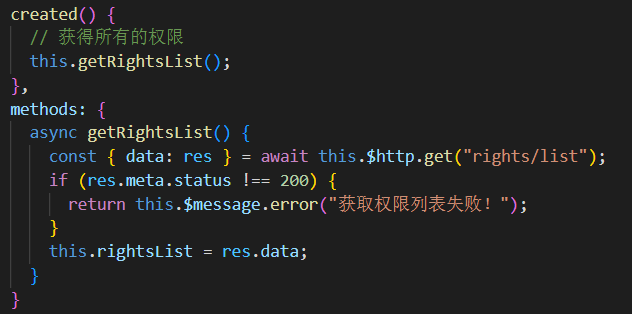 created() {
  // 获得所有的权限
  this.getRightsList();
},
methods: {
  async getRightsList() {
    const { data: res } = await this.$http.get("rights/list");
    if (res.meta.status !== 200) {
      return this.$message.error("获取权限列表失败！");
    }
    this.rightsList = res.data;
  }
}